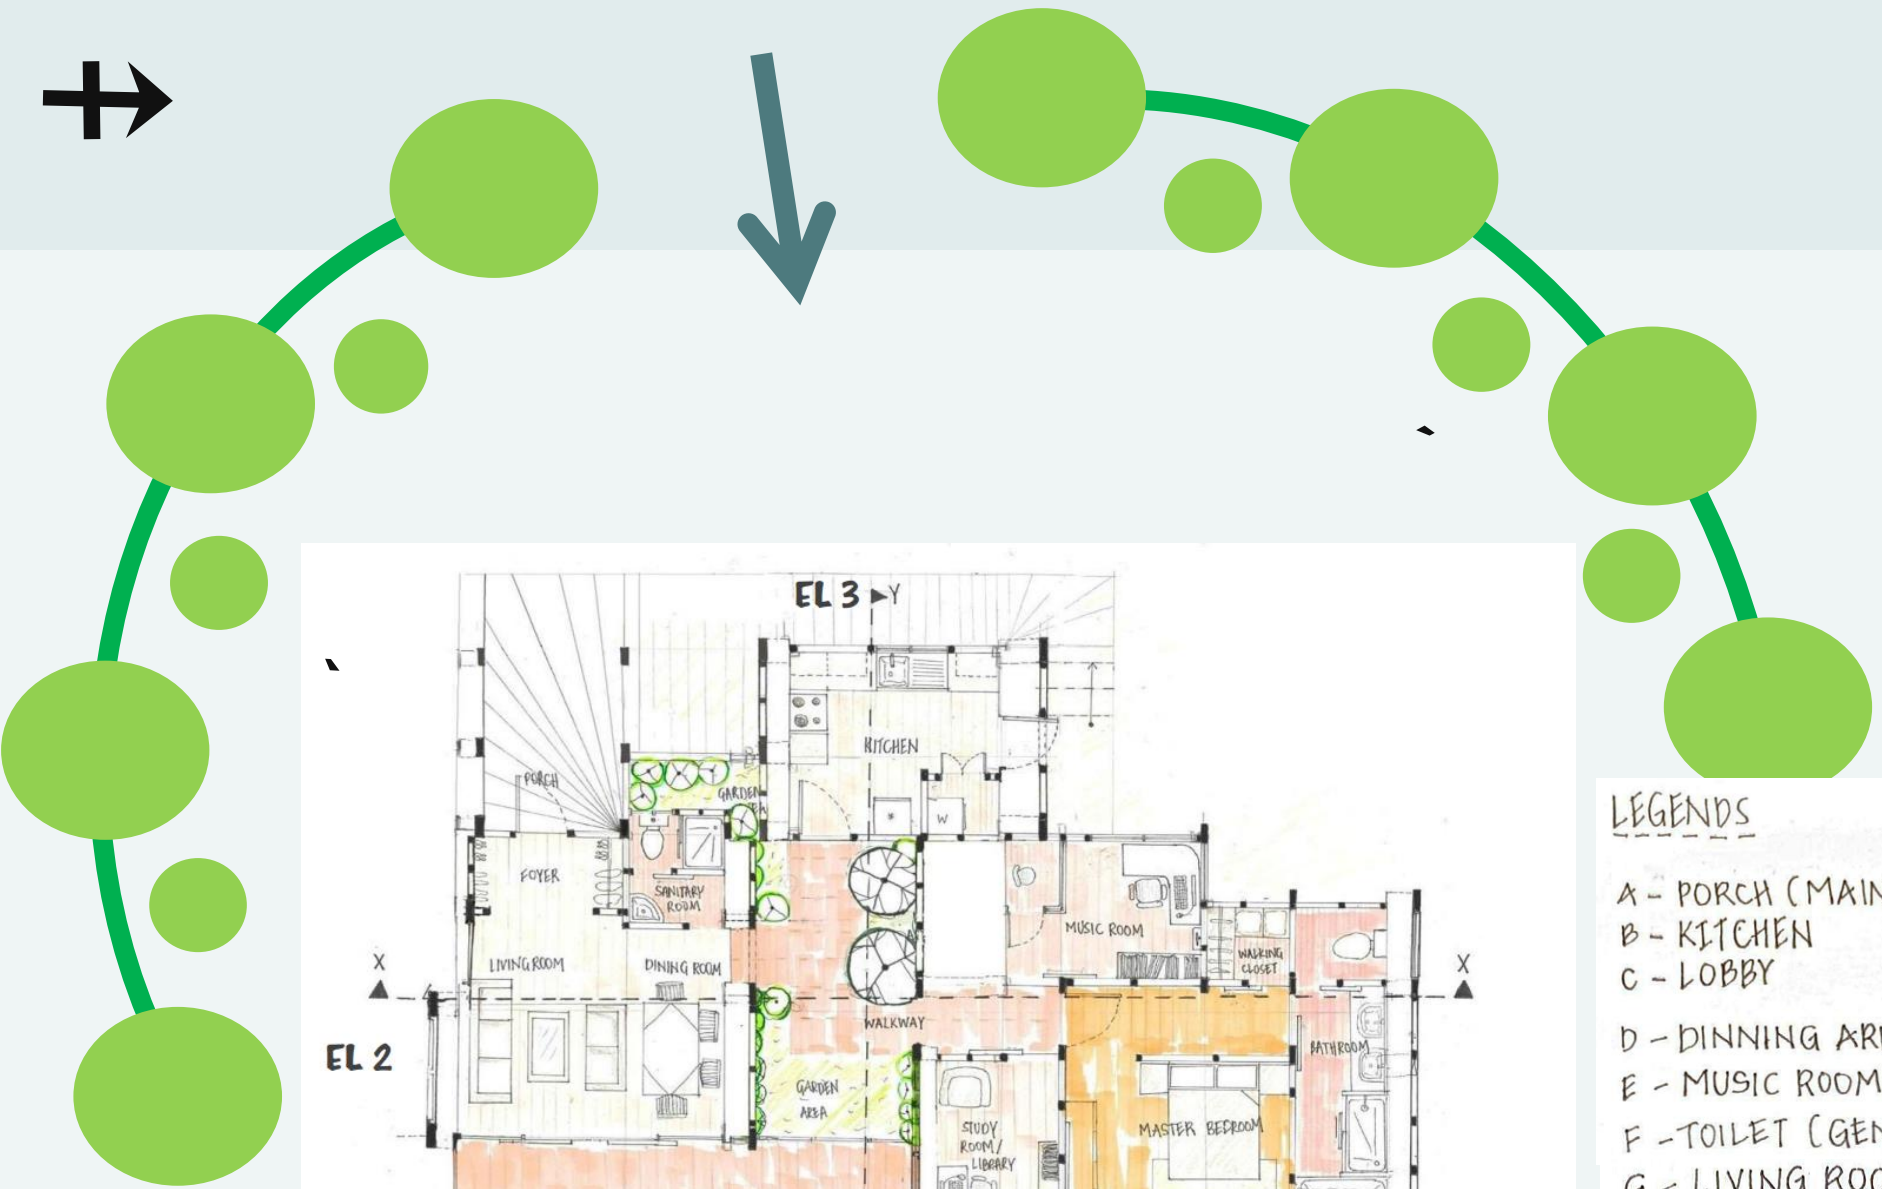 EL 3
Y
KITCHEN
PORCH
GARDEN
W
FOYER
SANITARY
ROOM
MUSIC ROOM
WALKING
CLOSET
LIVING ROOM
DINING ROOM
X
X
WALKWAY
BATHROOM
EL 2
GARDEN
AREA
STUDY
ROOM/
LIBRARY
MASTER BEDROOM
LEGENDS
A - PORCH (MAIN
B - KITCHEN
C - LOBBY
D - DINNING AR
E - MUSIC ROOM
F - TOILET (GEN
G - LIVING ROO